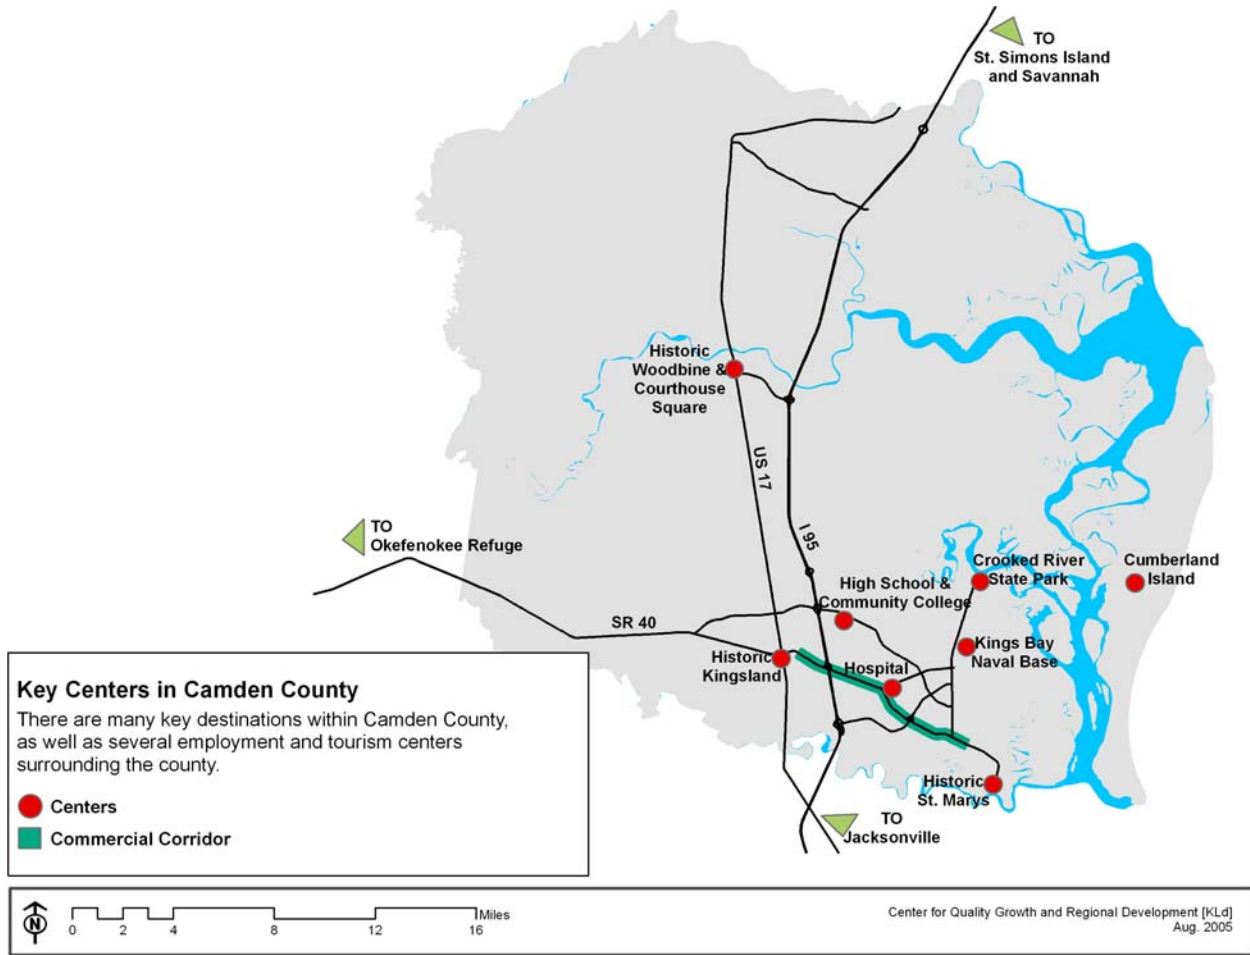 TO
St. Simons Island
and Savannah
Historic
Woodbine &
Courthouse
Square
US 17
I 95
TO
Okefenokee Refuge
SR 40
High School &
Community College
Crooked River
State Park
Cumberland
Island
Historic
Kingsland
Hospital
Kings Bay
Naval Base
Historic
St. Marys
TO
Jacksonville
Key Centers in Camden County
There are many key destinations within Camden County,
as well as several employment and tourism centers
surrounding the county.
Centers
Commercial Corridor
N
0 2 4 8 12 16 Miles
Center for Quality Growth and Regional Development [KLd]
Aug. 2005